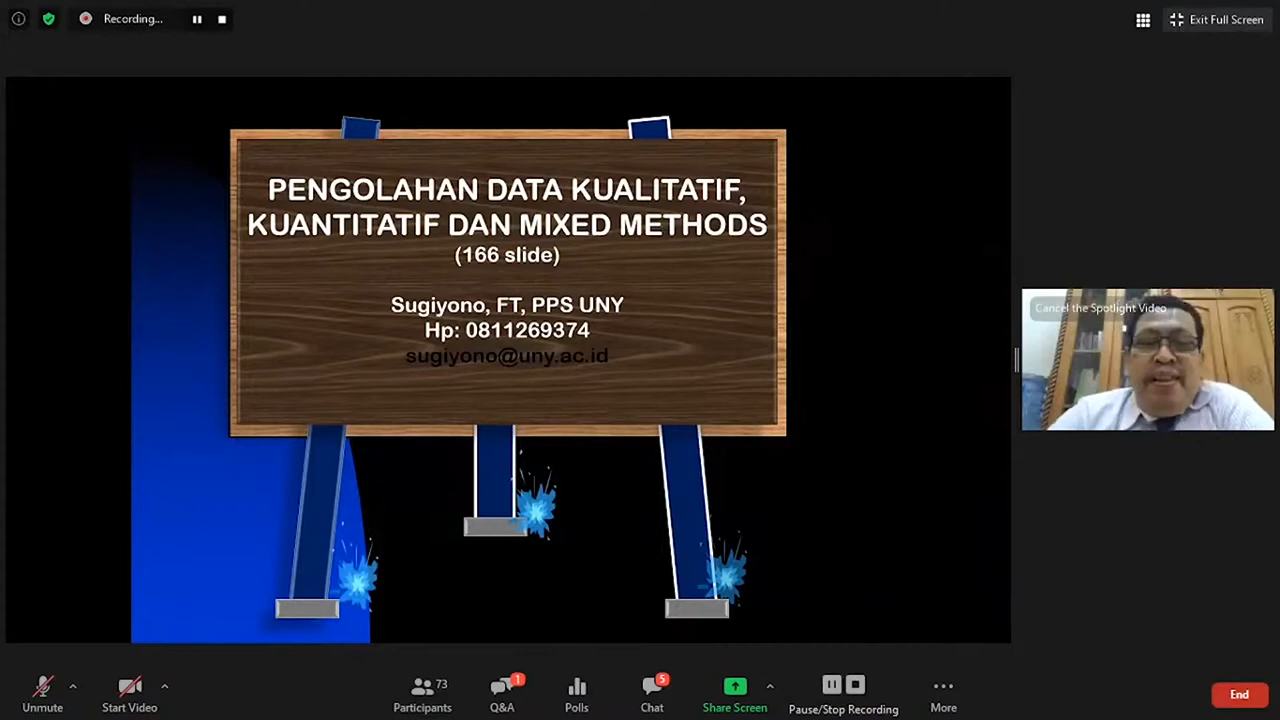 Recording...
Exit Full Screen
PENGOLAHAN DATA KUALITATIF,
KUANTITATIF DAN MIXED METHODS
(166 slide)
Sugiyono, FT, PPS UNY
Hp: 0811269374
sugiyono@uny.ac.id
Cancel the Spotlight Video
Unmute
Start Video
73
Participants
1
Q&A
Polls
5
Chat
Share Screen
Pause/Stop Recording
More
End